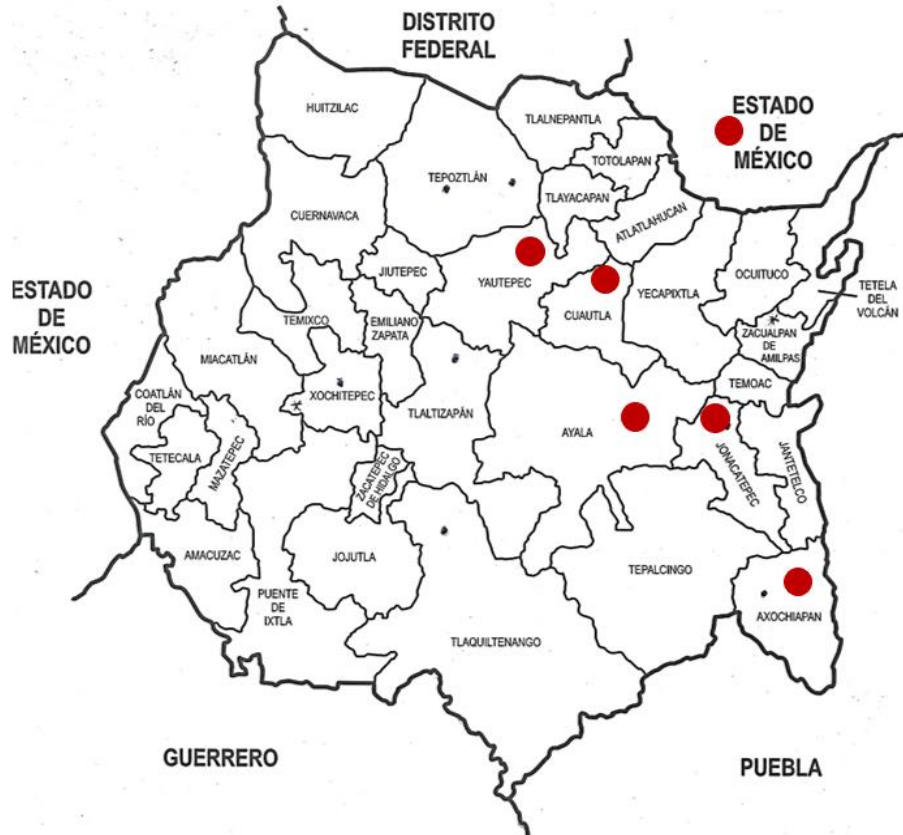 DISTRITO
FEDERAL
HUITZILAC
TLALNEPANTLA
ESTADO
DE
MÉXICO
TOTOLAPAN
TEPOZTLÁN
TLAYACAPAN
CUERNAVACA
ATLATLAHUCAN
JIUTEPEC
YAUTEPEC
OCUITUCO
YECAPIXTLA
TETELA
DEL
VOLCÁN
ESTADO
DE
MÉXICO
TEMIXCO
EMILIANO
ZAPATA
CUAUTLA
ZACUALPAN
DE
AMILPAS
MIACATLÁN
TEMOAC
COATLÁN
DEL
RÍO
XOCHITEPEC
TLALTIZAPÁN
AYALA
JONACATEPEC
JANTETELCO
TETECALA
MAZATEPEC
ZACATEPEC
DE HIDALGO
AMACUZAC
JOJUTLA
TEPALCINGO
PUENTE
DE
IXTLA
AXOCHIAPAN
TLAQUILTENANGO
GUERRERO
PUEBLA